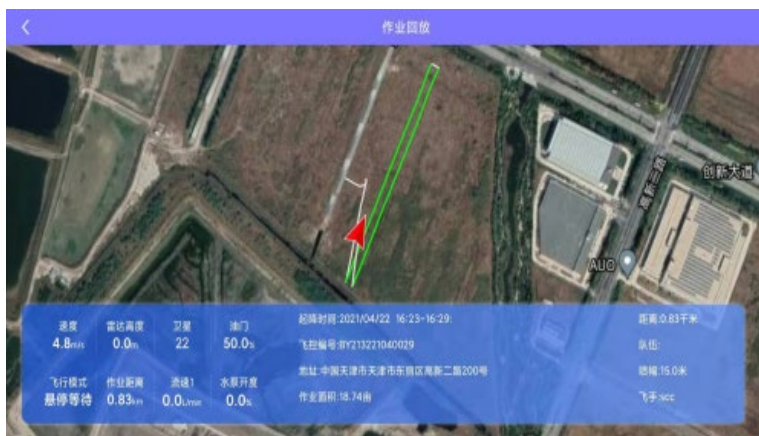 作业回放
创新大道
高新三路
AUO
速度
4.8m/s
雷达高度
0.0m
卫星
22
油门
50.0%
飞行模式
悬停等待
作业距离
0.83km
流速1
0.0L/min
水泵开度
0.0%
起降时间:2021/04/22 16:23-16:29:
飞控编号:BY213221040029
地址:中国天津市天津市东丽区高新二路200号
作业面积:18.74亩
距离:0.83千米
队伍:
喷幅:15.0米
飞手:scc